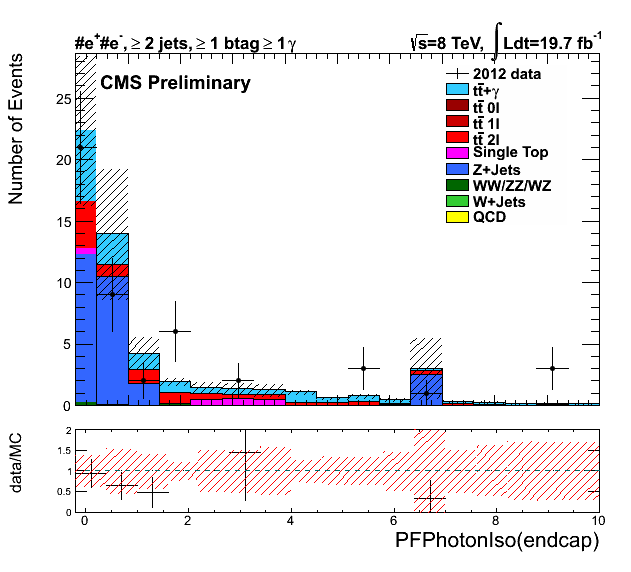 #e⁺#e⁻, ≥ 2 jets, ≥ 1 btag ≥ 1 γ
√s=8 TeV, ∫ Ldt=19.7 fb⁻¹
CMS Preliminary
Number of Events
25
20
15
10
5
0
2012 data
tt̄+γ
tt̄ 0l
tt̄ 1l
tt̄ 2l
Single Top
Z+Jets
WW/ZZ/WZ
W+Jets
QCD
data/MC
2
1.5
1
0.5
0
0 2 4 6 8 10
PFPhotonIso(endcap)